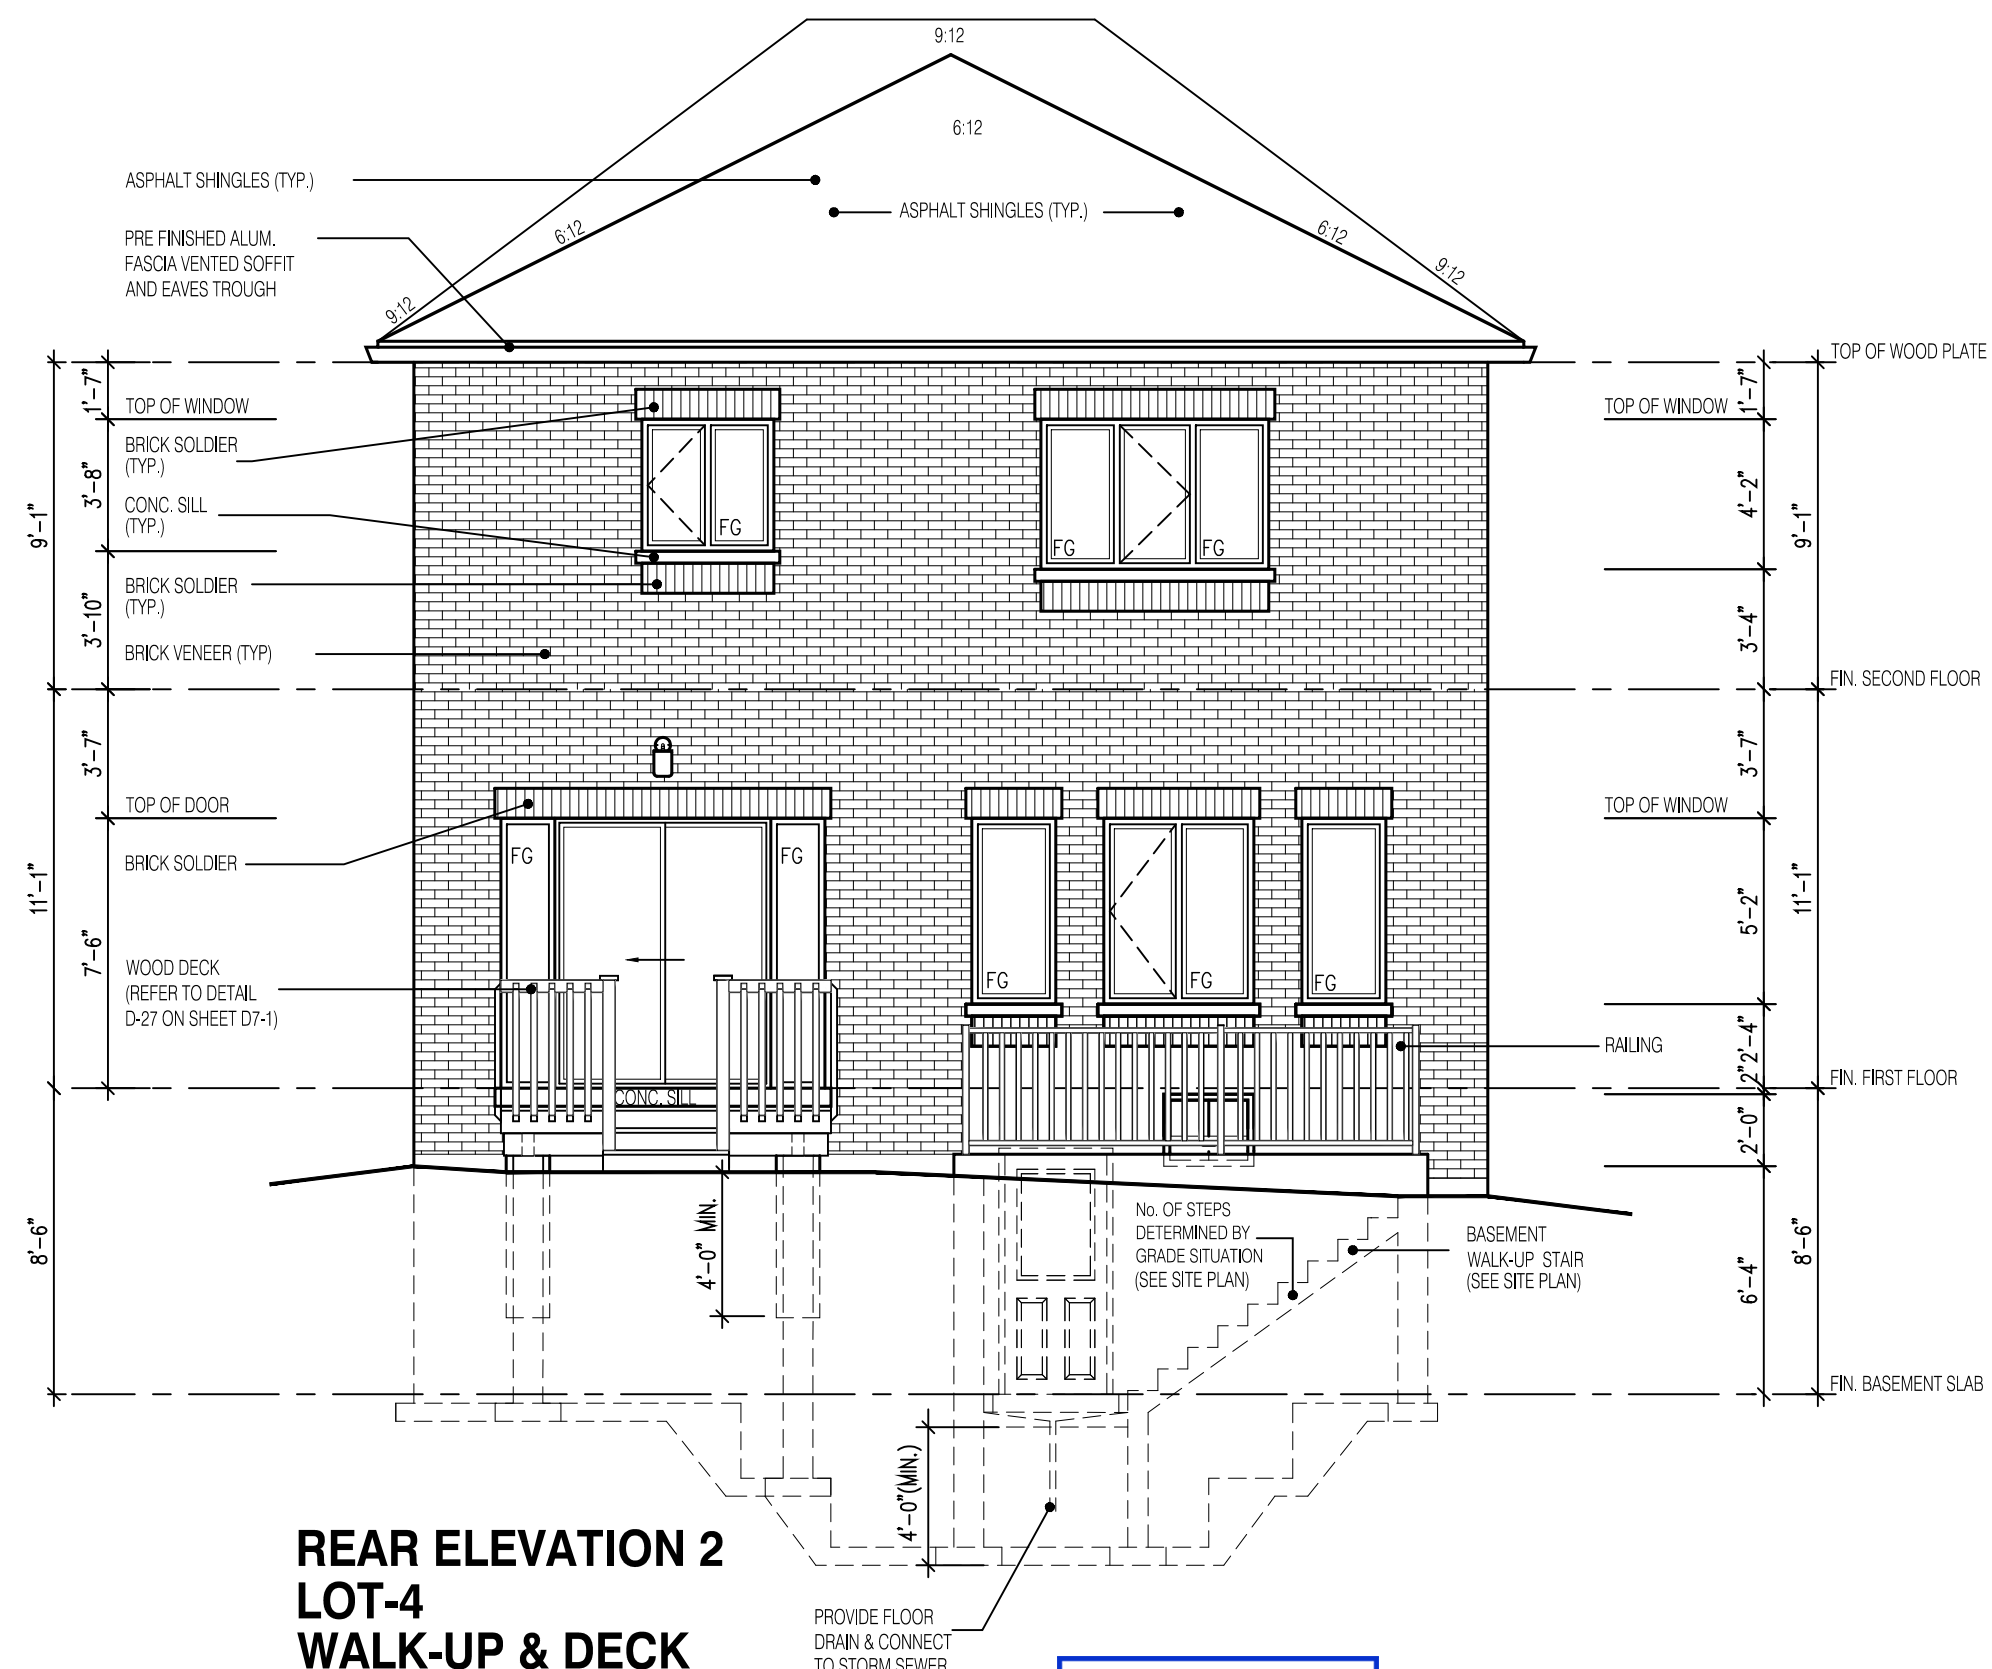 9:12
6:12
ASPHALT SHINGLES (TYP.)
ASPHALT SHINGLES (TYP.)
6:12
6:12
PRE FINISHED ALUM.
FASCIA VENTED SOFFIT
AND EAVES TROUGH
9:12
9:12
TOP OF WOOD PLATE
1'-7"
1'-7"
TOP OF WINDOW
TOP OF WINDOW
BRICK SOLDIER
(TYP.)
3'-8"
4'-2"
CONC. SILL
(TYP.)
9'-1"
9'-1"
FG
FG
FG
BRICK SOLDIER
(TYP.)
3'-10"
3'-4"
BRICK VENEER (TYP)
FIN. SECOND FLOOR
3'-7"
3'-7"
TOP OF DOOR
TOP OF WINDOW
BRICK SOLDIER
FG
FG
11'-1"
11'-1"
7'-6"
5'-2"
WOOD DECK
(REFER TO DETAIL
D-27 ON SHEET D7-1)
FG
FG
FG
2'-4"
RAILING
2"
FIN. FIRST FLOOR
CONC. SILL
2'-0"
4'-0" MIN.
No. OF STEPS
DETERMINED BY
GRADE SITUATION
(SEE SITE PLAN)
BASEMENT
WALK-UP STAIR
(SEE SITE PLAN)
8'-6"
8'-6"
6'-4"
FIN. BASEMENT SLAB
4'-0"(MIN.)
REAR ELEVATION 2
LOT-4
WALK-UP & DECK
PROVIDE FLOOR
DRAIN & CONNECT
TO STORM SEWER